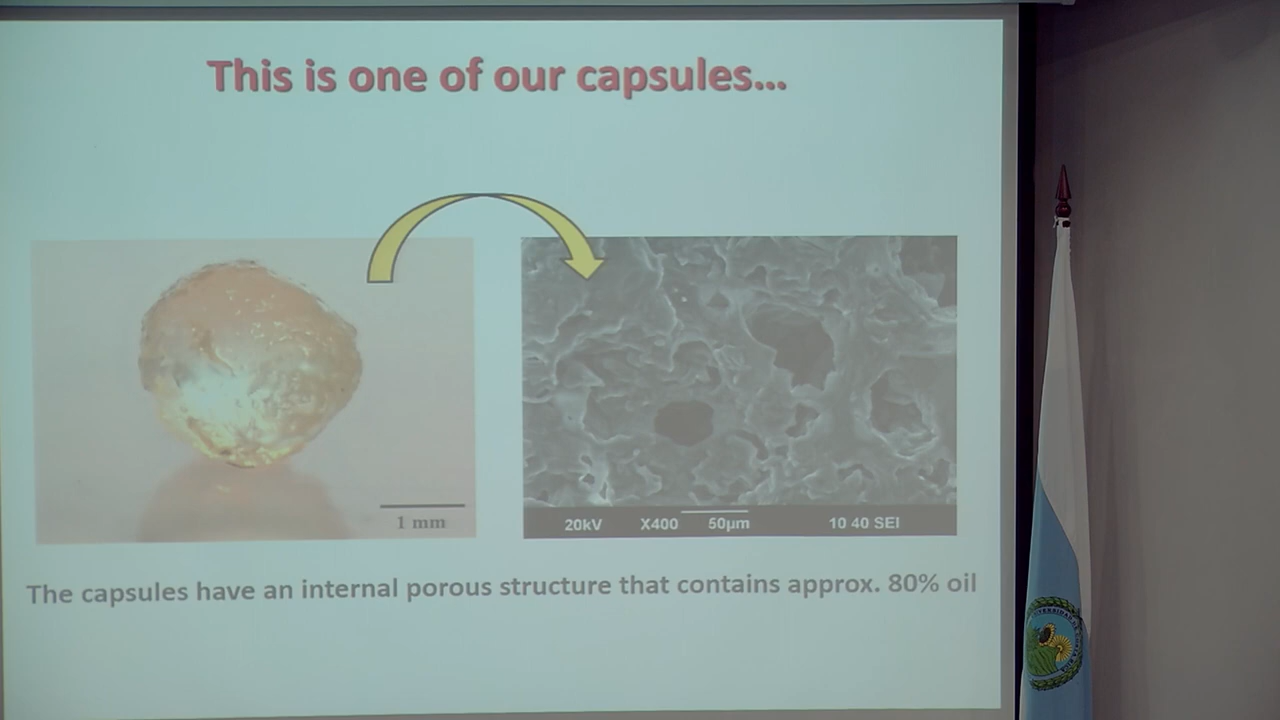 This is one of our capsules...
1 mm
20kV X400 50µm 10 40 SEI
The capsules have an internal porous structure that contains approx. 80% oil